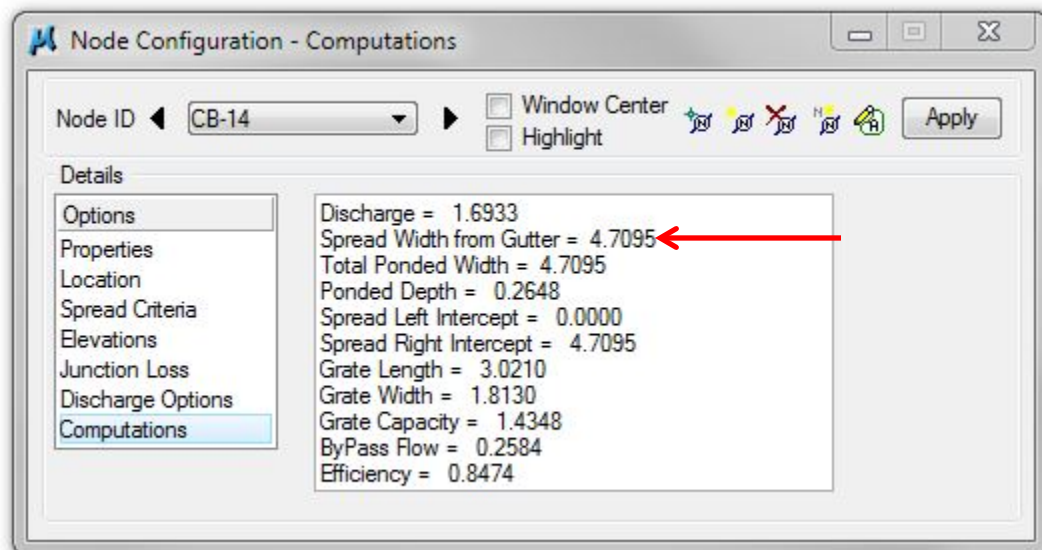 Node Configuration - Computations
Node ID CB-14 Window Center Apply
Highlight
Details
Options
Properties
Location
Spread Criteria
Elevations
Junction Loss
Discharge Options
Computations
Discharge = 1.6933
Spread Width from Gutter = 4.7095
Total Ponded Width = 4.7095
Ponded Depth = 0.2648
Spread Left Intercept = 0.0000
Spread Right Intercept = 4.7095
Grate Length = 3.0210
Grate Width = 1.8130
Grate Capacity = 1.4348
ByPass Flow = 0.2584
Efficiency = 0.8474